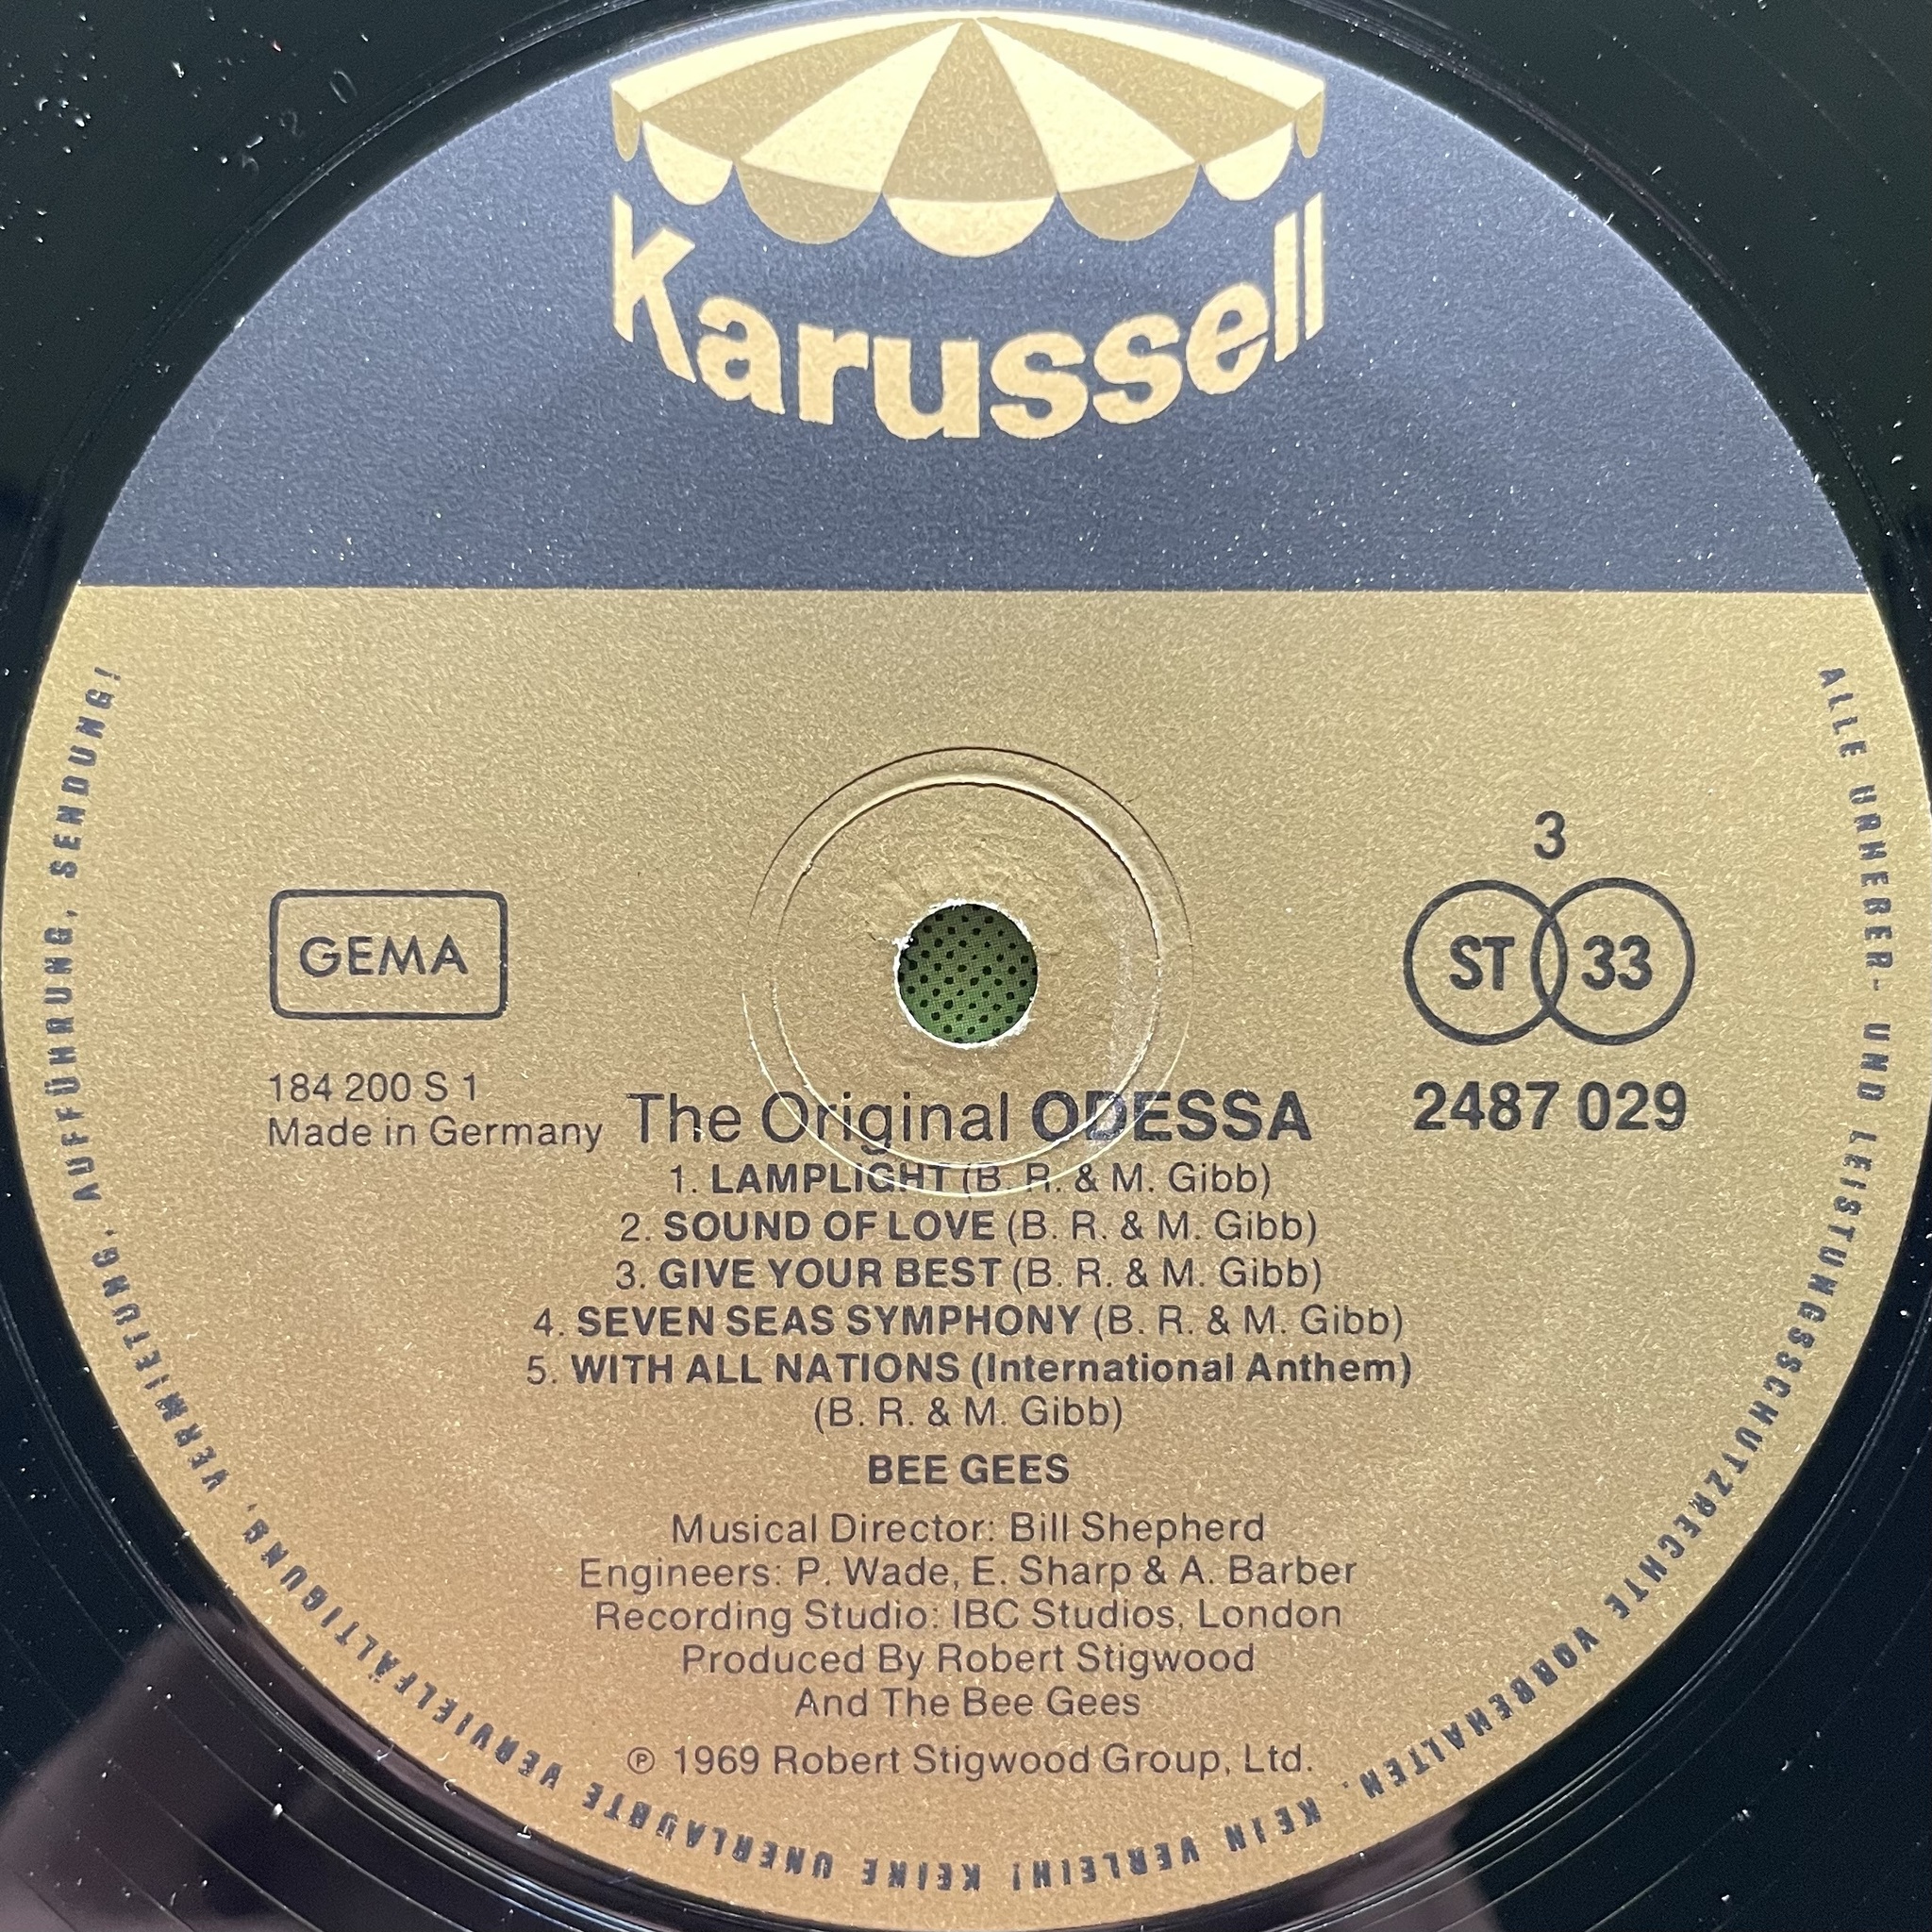 Karussell
3
GEMA
ST 33
184 200 S 1
Made in Germany
2487 029
The Original ODESSA
1. LAMPLIGHT (B. R. & M. Gibb)
2. SOUND OF LOVE (B. R. & M. Gibb)
3. GIVE YOUR BEST (B. R. & M. Gibb)
4. SEVEN SEAS SYMPHONY (B. R. & M. Gibb)
5. WITH ALL NATIONS (International Anthem)
(B. R. & M. Gibb)
BEE GEES
Musical Director: Bill Shepherd
Engineers: P. Wade, E. Sharp & A. Barber
Recording Studio: IBC Studios, London
Produced By Robert Stigwood
And The Bee Gees
℗ 1969 Robert Stigwood Group, Ltd.
ALLE URHEBER- UND LEISTUNGSSCHUTZRECHTE VORBEHALTEN. KEIN VERLEIH! KEINE UNERLAUBTE VERVIELFÄLTIGUNG, VERMIETUNG, AUFFÜHRUNG, SENDUNG!
520